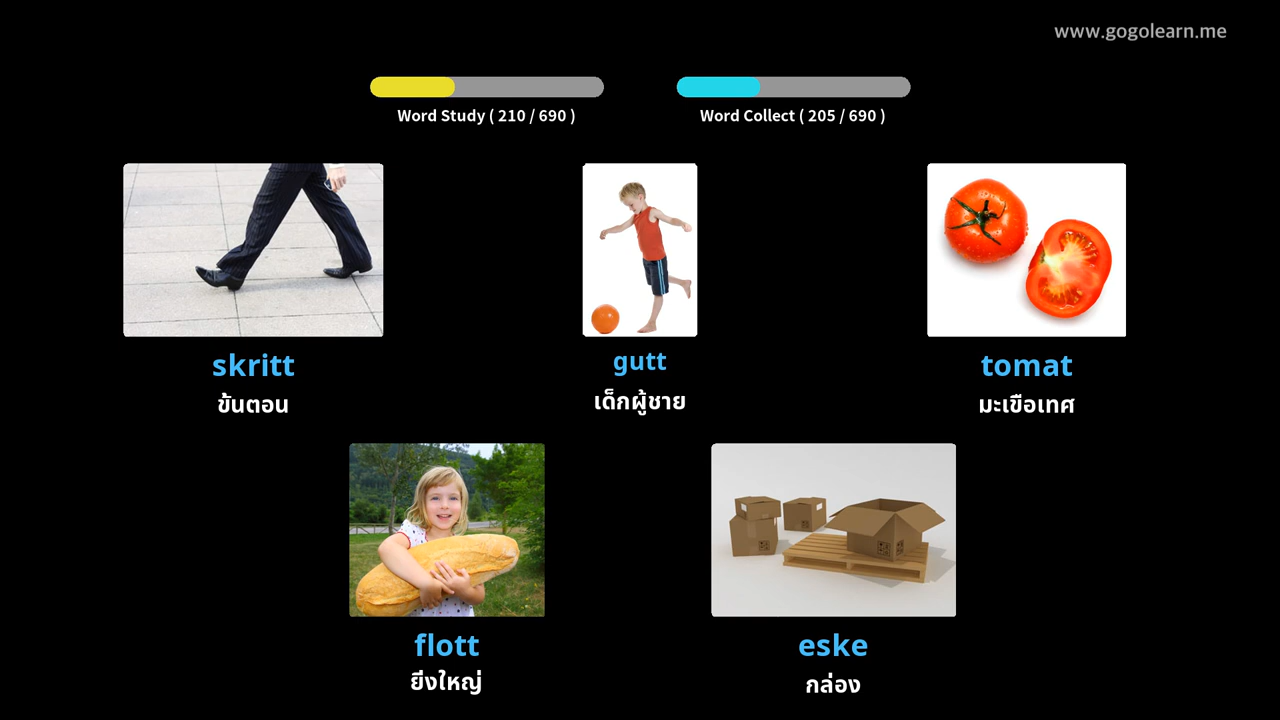 www.gogolearn.me
Word Study ( 210 / 690 )
Word Collect ( 205 / 690 )
skritt
ขั้นตอน
gutt
เด็กผู้ชาย
tomat
มะเขือเทศ
flott
ยิ่งใหญ่
eske
กล่อง